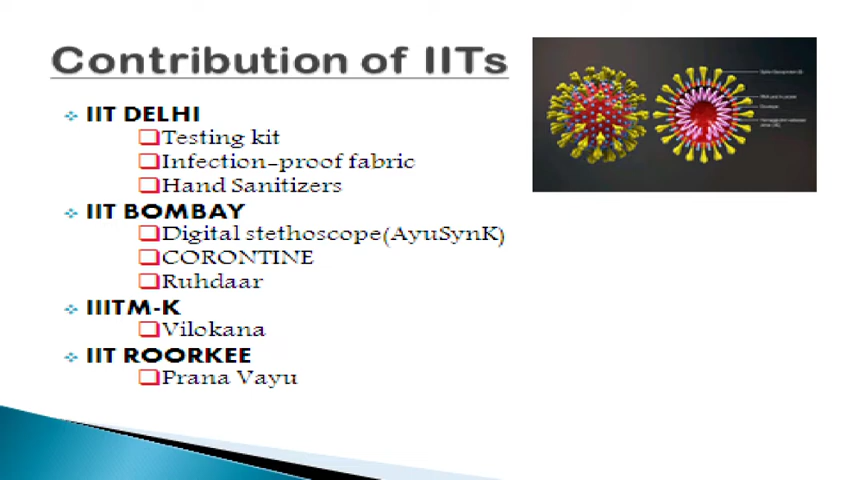 Contribution of IITs
IIT DELHI
Testing kit
Infection-proof fabric
Hand Sanitizers
IIT BOMBAY
Digital stethoscope(AyuSynK)
CORONTINE
Ruhdaar
IIITM-K
Vilokana
IIT ROORKEE
Prana Vayu